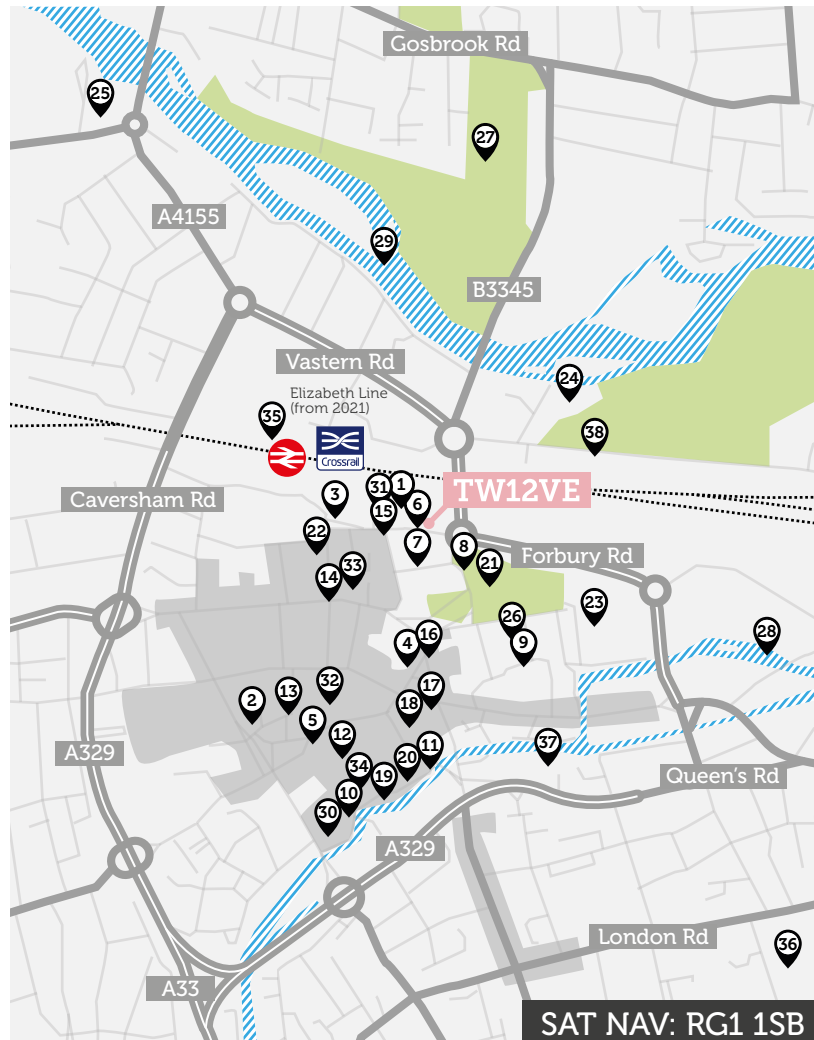 Gosbrook Rd
25
27
A4155
29
B3345
Vastern Rd
24
Elizabeth Line
(from 2021)
35
38
Crossrail
Caversham Rd
3
31
1
TW12VE
6
15
22
7
8
Forbury Rd
21
33
14
23
26
28
16
4
9
32
17
13
2
18
5
12
37
11
A329
20
34
19
Queen's Rd
10
30
A329
London Rd
36
A33
SAT NAV: RG1 1SB